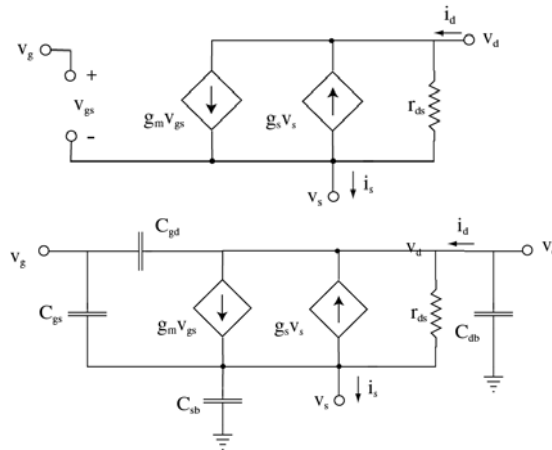 i_d
v_g
v_d
+
v_gs
-
g_m v_gs
g_s v_s
r_ds
v_s
i_s
C_gd
i_d
v_g
v_d
v
C_gs
g_m v_gs
g_s v_s
r_ds
C_db
C_sb
v_s
i_s